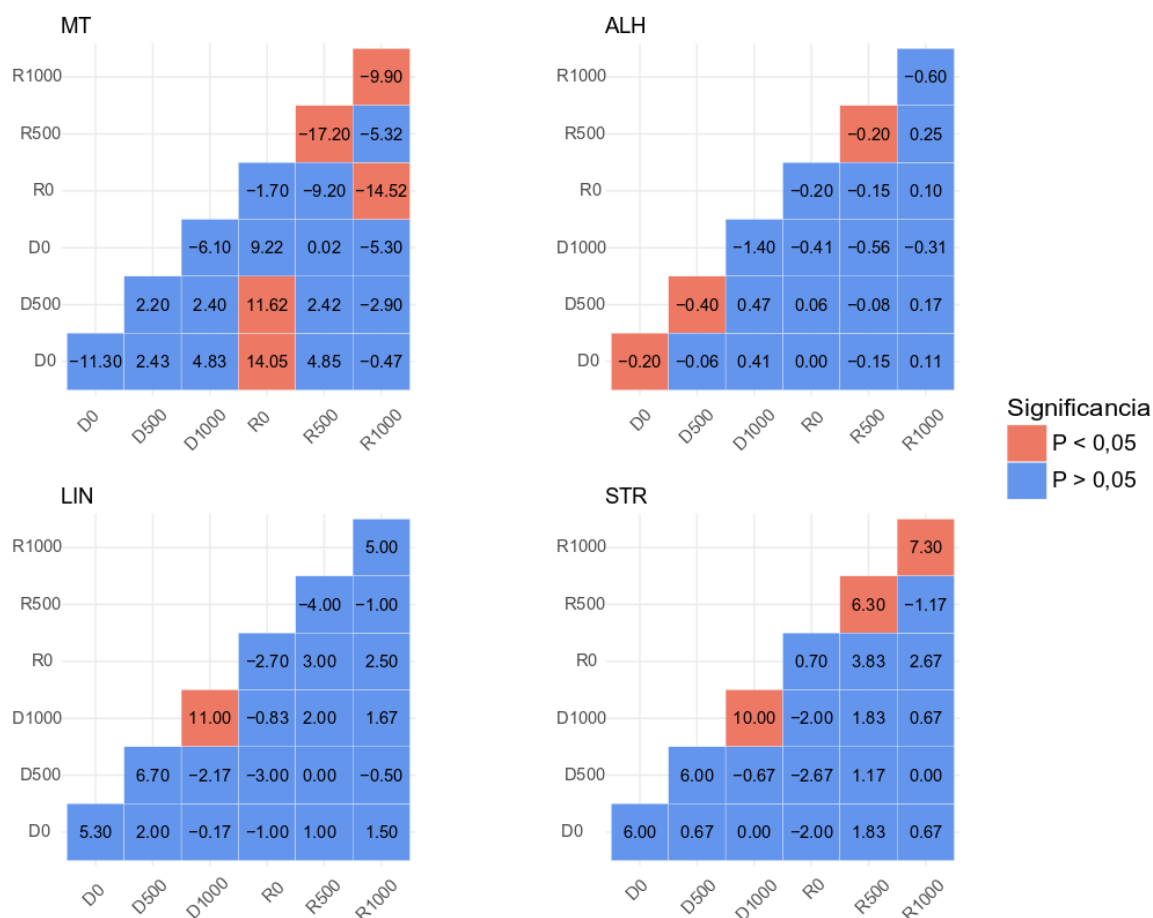 MT
R1000 −9.90
R500 −17.20 −5.32
R0 −1.70 −9.20 −14.52
D0 −6.10 9.22 0.02 −5.30
D500 2.20 2.40 11.62 2.42 −2.90
D0 −11.30 2.43 4.83 14.05 4.85 −0.47
D0 D500 D1000 R0 R500 R1000
ALH
R1000 −0.60
R500 −0.20 0.25
R0 −0.20 −0.15 0.10
D1000 −1.40 −0.41 −0.56 −0.31
D500 −0.40 0.47 0.06 −0.08 0.17
D0 −0.20 −0.06 0.41 0.00 −0.15 0.11
D0 D500 D1000 R0 R500 R1000
Significancia
P < 0,05
P > 0,05
LIN
R1000 5.00
R500 −4.00 −1.00
R0 −2.70 3.00 2.50
D1000 11.00 −0.83 2.00 1.67
D500 6.70 −2.17 −3.00 0.00 −0.50
D0 5.30 2.00 −0.17 −1.00 1.00 1.50
D0 D500 D1000 R0 R500 R1000
STR
R1000 7.30
R500 6.30 −1.17
R0 0.70 3.83 2.67
D1000 10.00 −2.00 1.83 0.67
D500 6.00 −0.67 −2.67 1.17 0.00
D0 6.00 0.67 0.00 −2.00 1.83 0.67
D0 D500 D1000 R0 R500 R1000